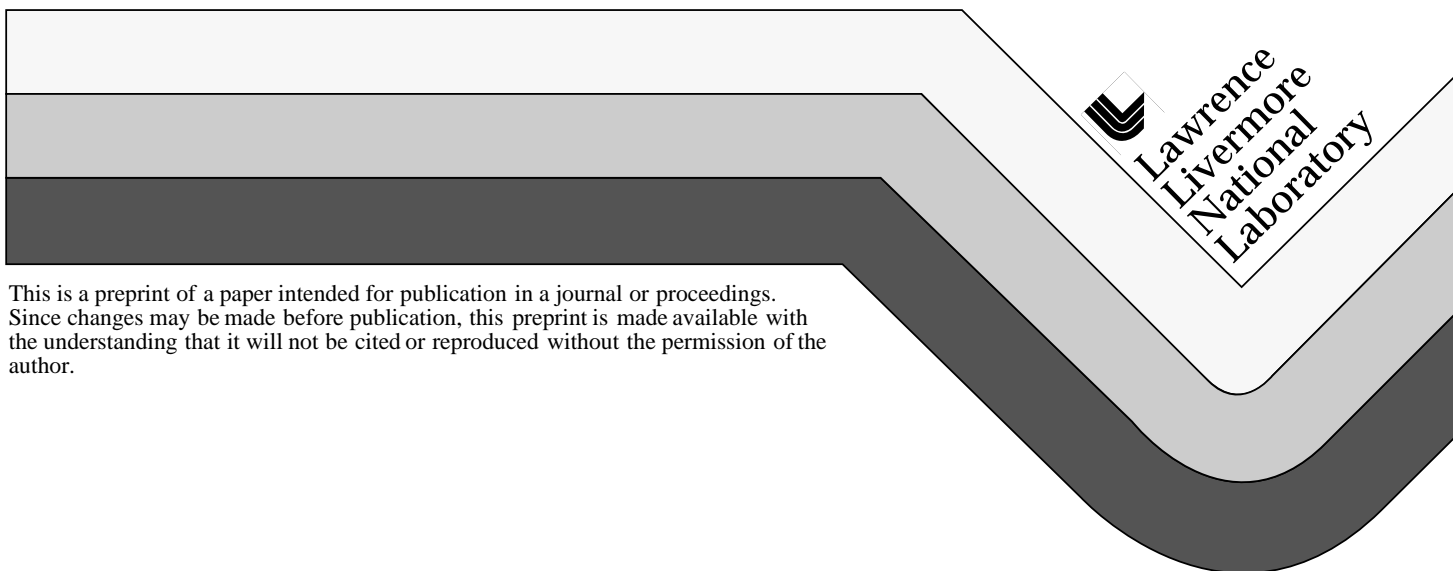 Lawrence
Livermore
National
Laboratory
This is a preprint of a paper intended for publication in a journal or proceedings.
Since changes may be made before publication, this preprint is made available with
the understanding that it will not be cited or reproduced without the permission of the
author.